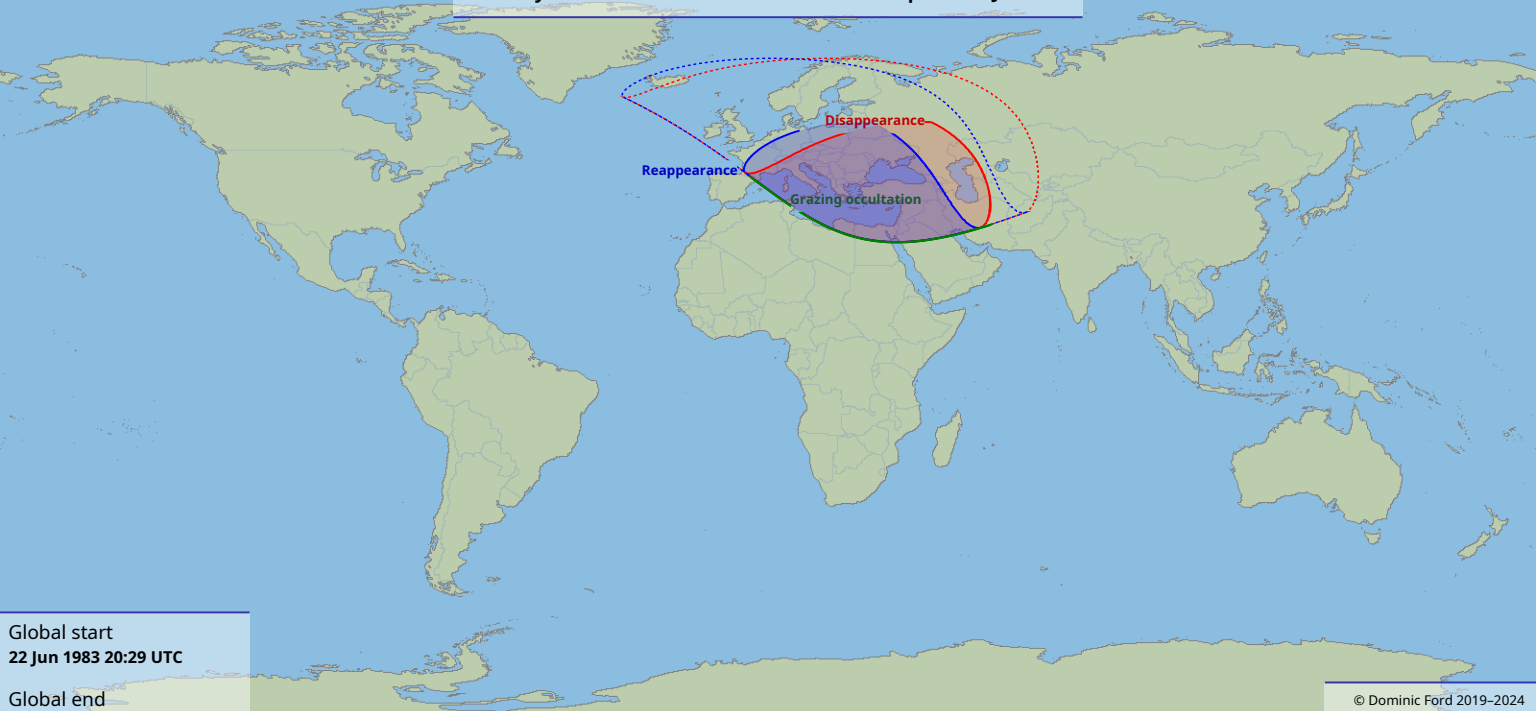 Disappearance
Reappearance
Grazing occultation
Global start
22 Jun 1983 20:29 UTC
Global end
© Dominic Ford 2019–2024